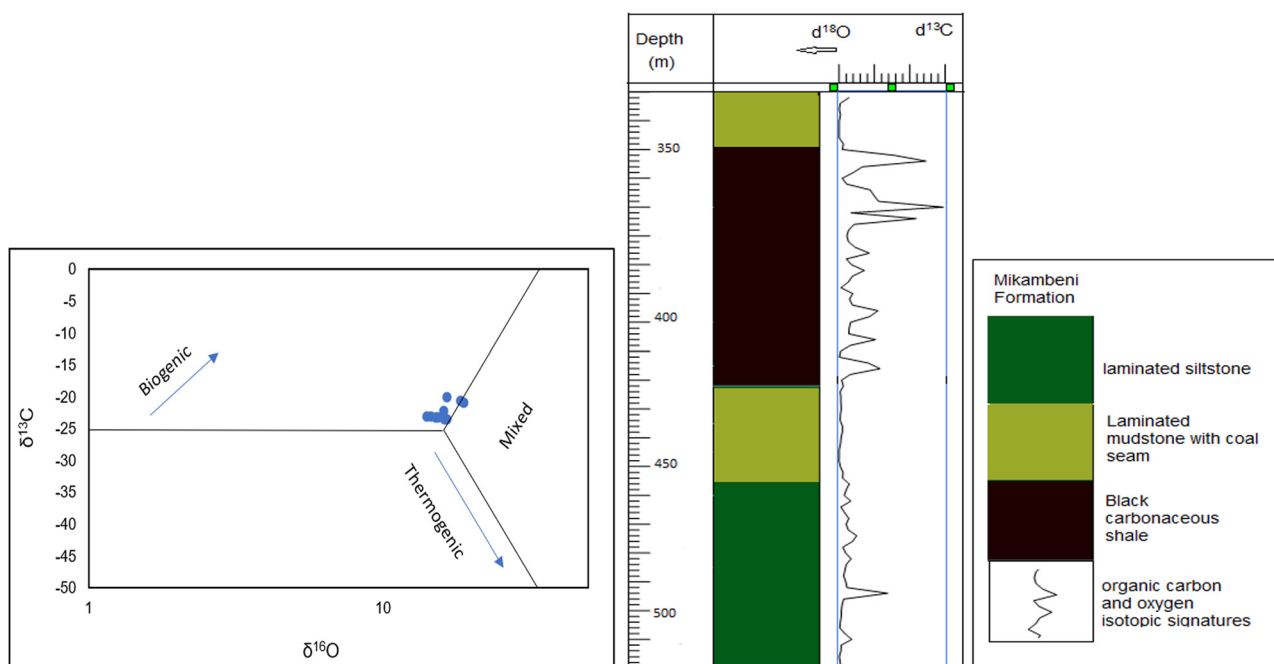 0
-5
-10
-15
-20
-25
-30
-35
-40
-45
-50
δ13C
1
10
δ16O
Biogenic
Thermogenic
Mixed
Depth
(m)
d18O
d13C
350
400
450
500
Mikambeni
Formation
laminated siltstone
Laminated
mudstone with coal
seam
Black
carbonaceous
shale
organic carbon
and oxygen
isotopic signatures